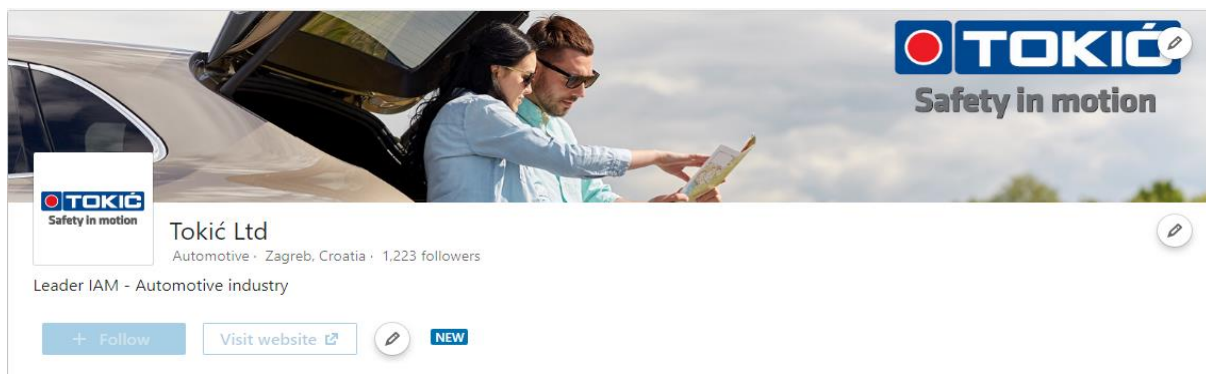 TOKIĆ
Safety in motion
TOKIĆ
Safety in motion
Tokić Ltd
Automotive · Zagreb, Croatia · 1,223 followers
Leader IAM - Automotive industry
+ Follow
Visit website
NEW